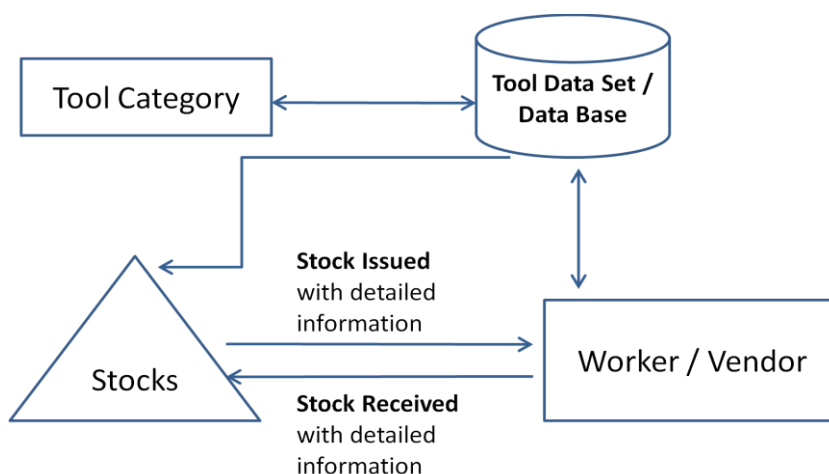 Tool Category
Tool Data Set /
Data Base
Stock Issued
with detailed
information
Stocks
Worker / Vendor
Stock Received
with detailed
information